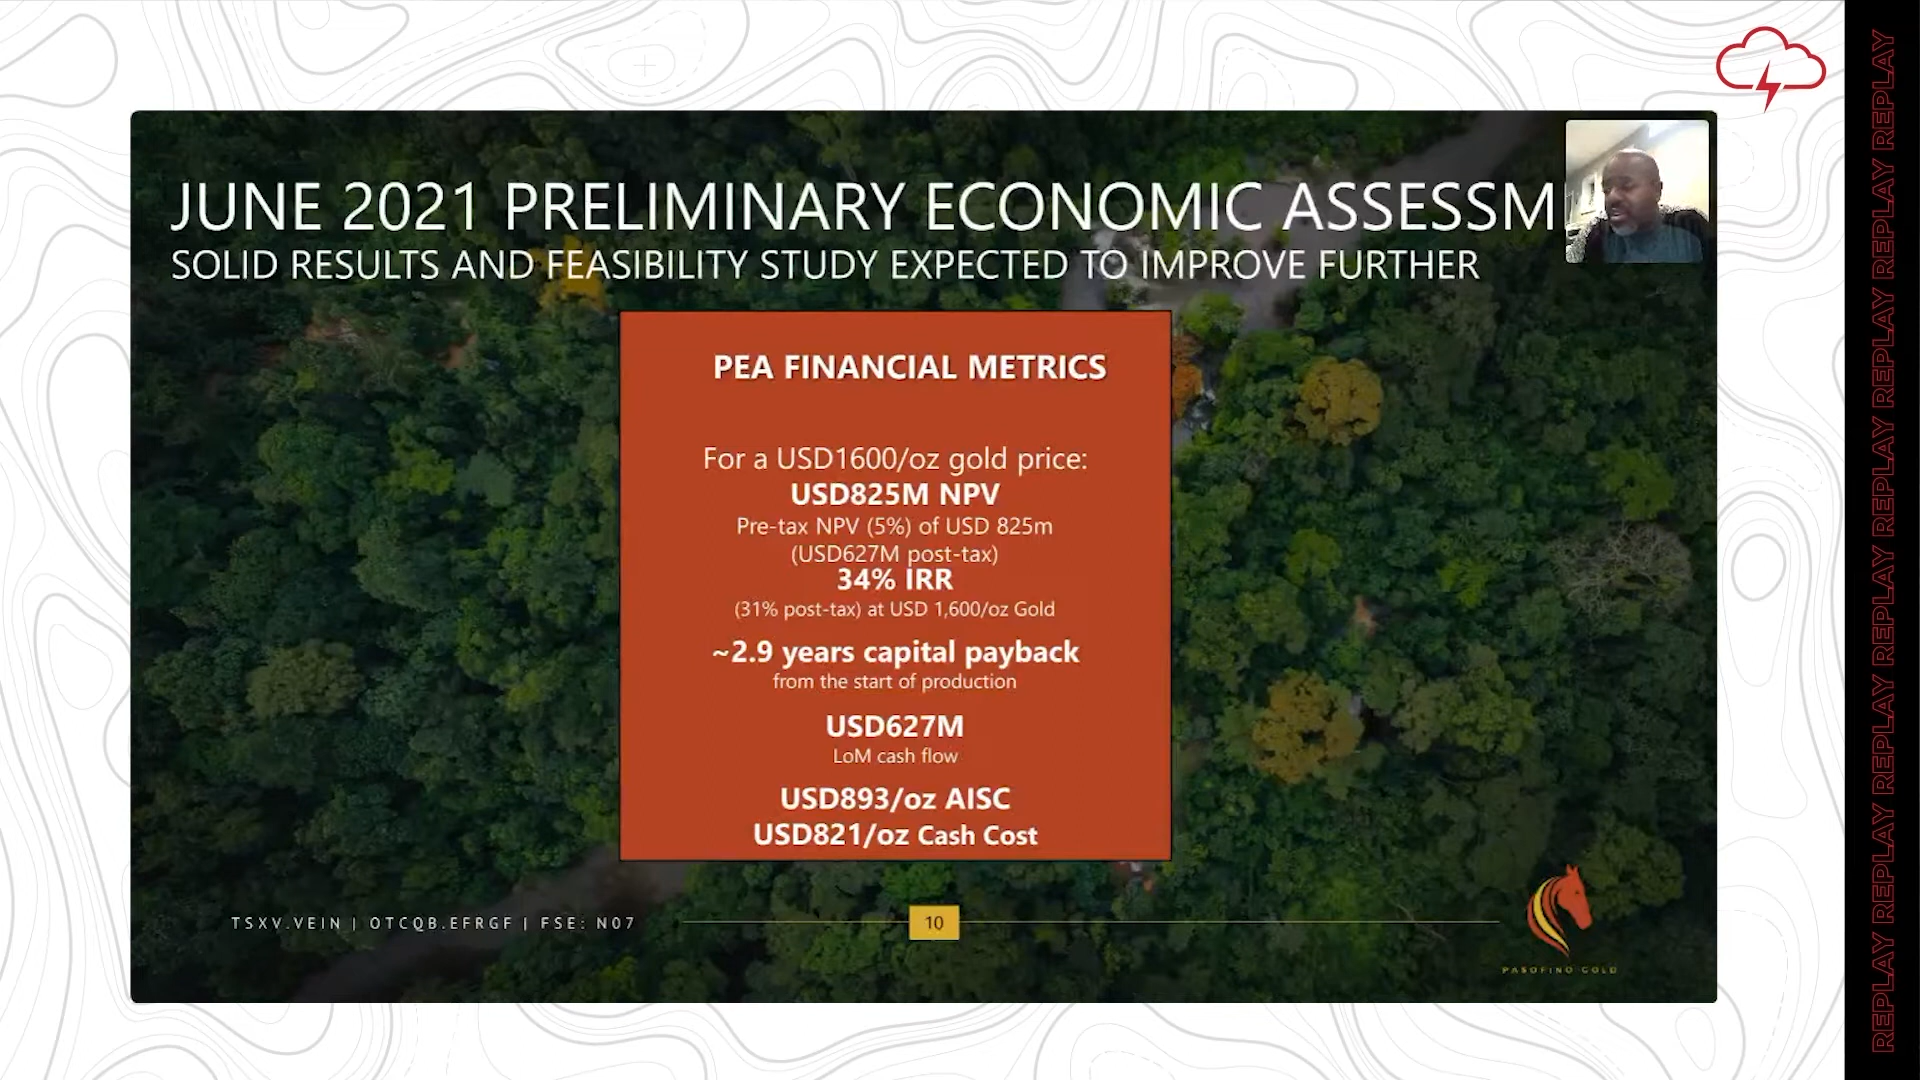 JUNE 2021 PRELIMINARY ECONOMIC ASSESSM
SOLID RESULTS AND FEASIBILITY STUDY EXPECTED TO IMPROVE FURTHER
PEA FINANCIAL METRICS
For a USD1600/oz gold price:
USD825M NPV
Pre-tax NPV (5%) of USD 825m
(USD627M post-tax)
34% IRR
(31% post-tax) at USD 1,600/oz Gold
~2.9 years capital payback
from the start of production
USD627M
LoM cash flow
USD893/oz AISC
USD821/oz Cash Cost
TSXV.VEIN | OTCQB.EFRGF | FSE: N07
10
PASOFINO GOLD
REPLAY REPLAY REPLAY REPLAY REPLAY REPLAY REPLAY REPLAY